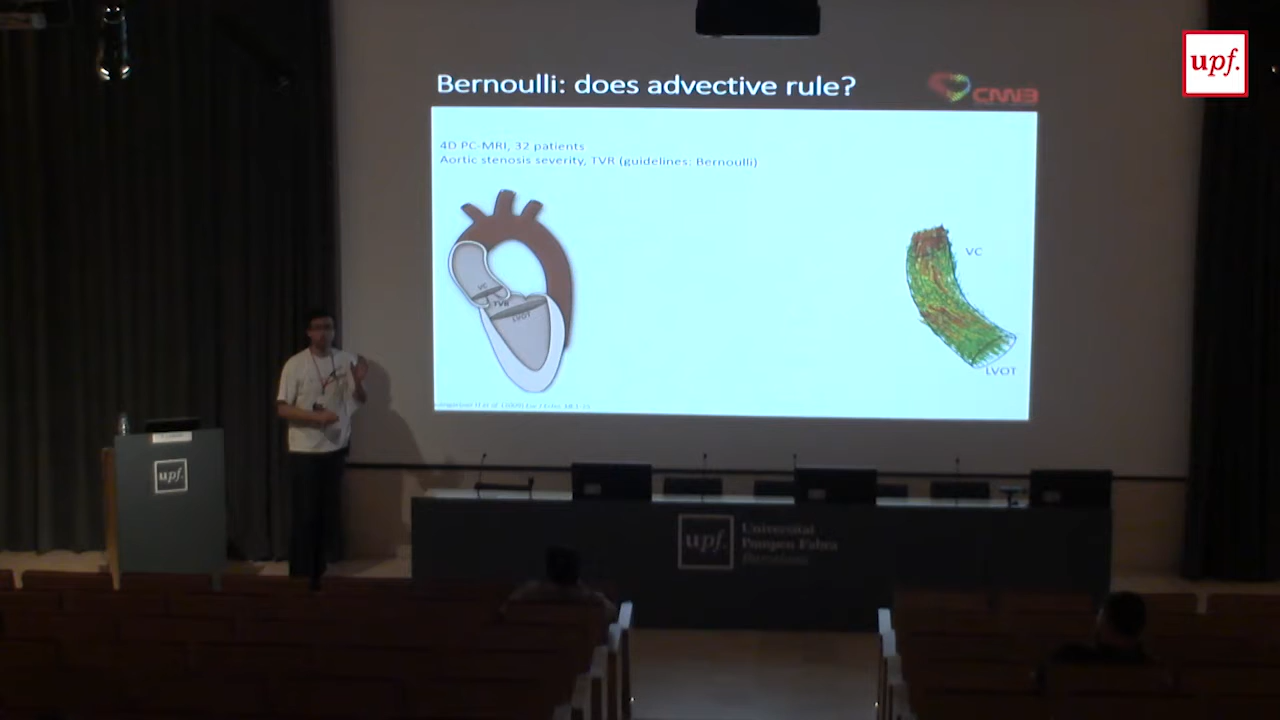 upf.
Bernoulli: does advective rule?
CMM3
4D PC-MRI, 32 patients
Aortic stenosis severity, TVR (guidelines: Bernoulli)
VC
TVR
LVOT
VC
LVOT
upf.
upf.
Universitat
Pompeu Fabra
Barcelona